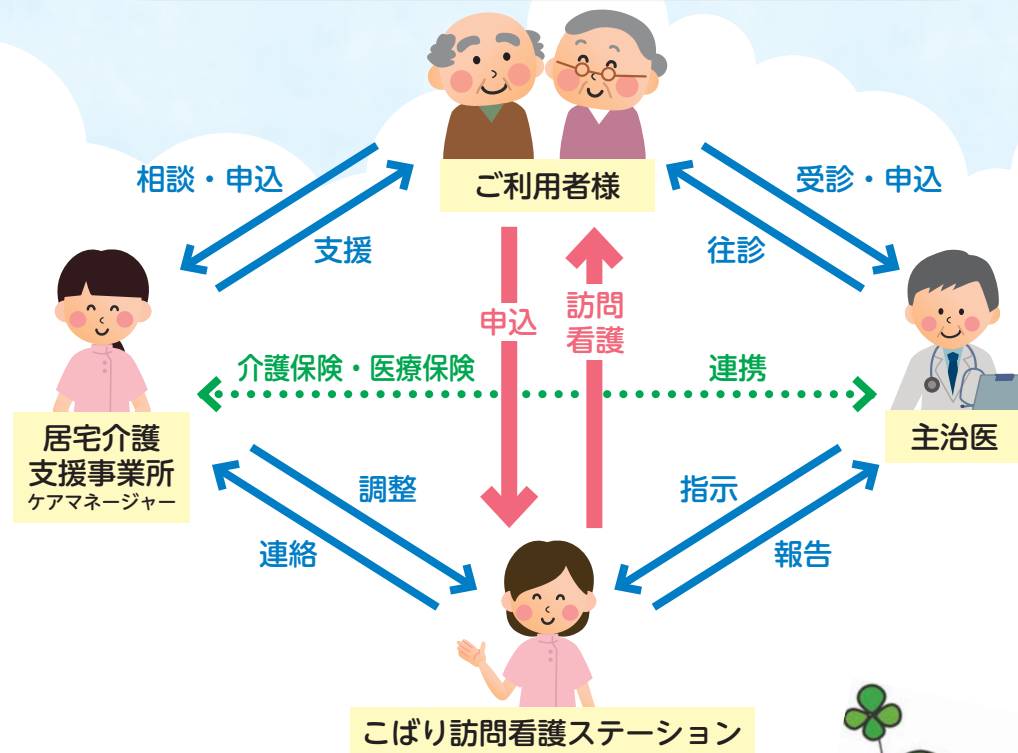 ご利用者様
相談・申込
支援
受診・申込
往診
申込
訪問
看護
介護保険・医療保険
連携
居宅介護
支援事業所
ケアマネージャー
主治医
調整
連絡
指示
報告
こばり訪問看護ステーション